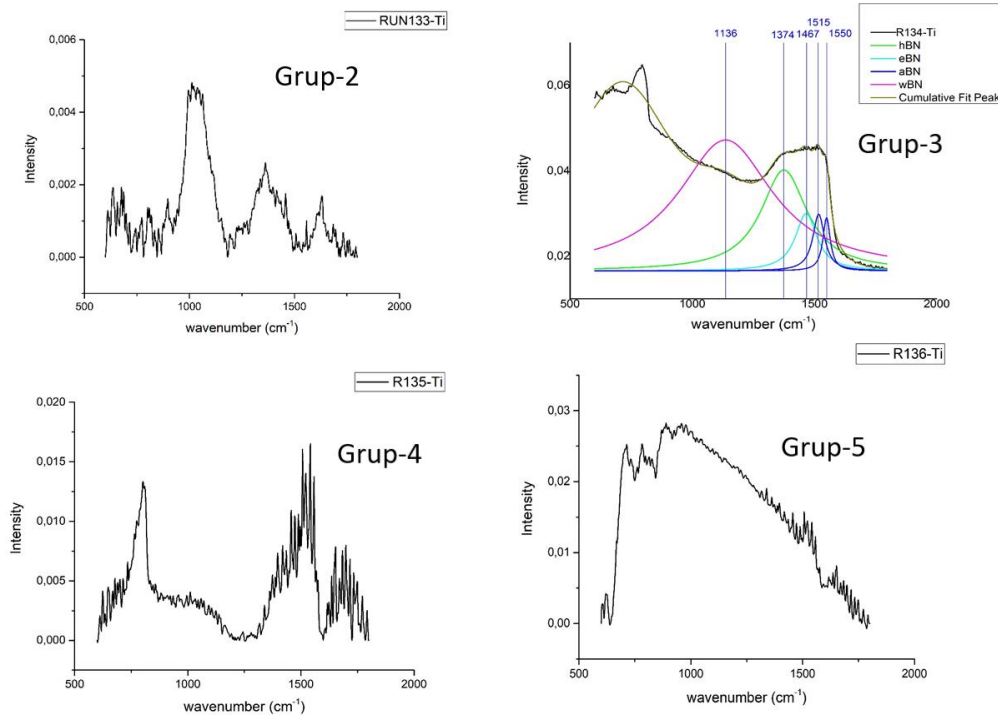 RUN133-Ti
Grup-2
0,006
0,004
0,002
0,000
Intensity
500
1000
1500
2000
wavenumber (cm-1)
1515
1136
1374
1467
1550
R134-Ti
hBN
eBN
aBN
wBN
Cumulative Fit Peak
Grup-3
0,06
0,04
0,02
Intensity
1000
1500
2000
wavenumber (cm-1)
R135-Ti
Grup-4
0,020
0,015
0,010
0,005
0,000
Intensity
500
1000
1500
2000
wavenumber (cm-1)
R136-Ti
Grup-5
0,03
0,02
0,01
0,00
Intensity
500
1000
1500
2000
wavenumber (cm-1)